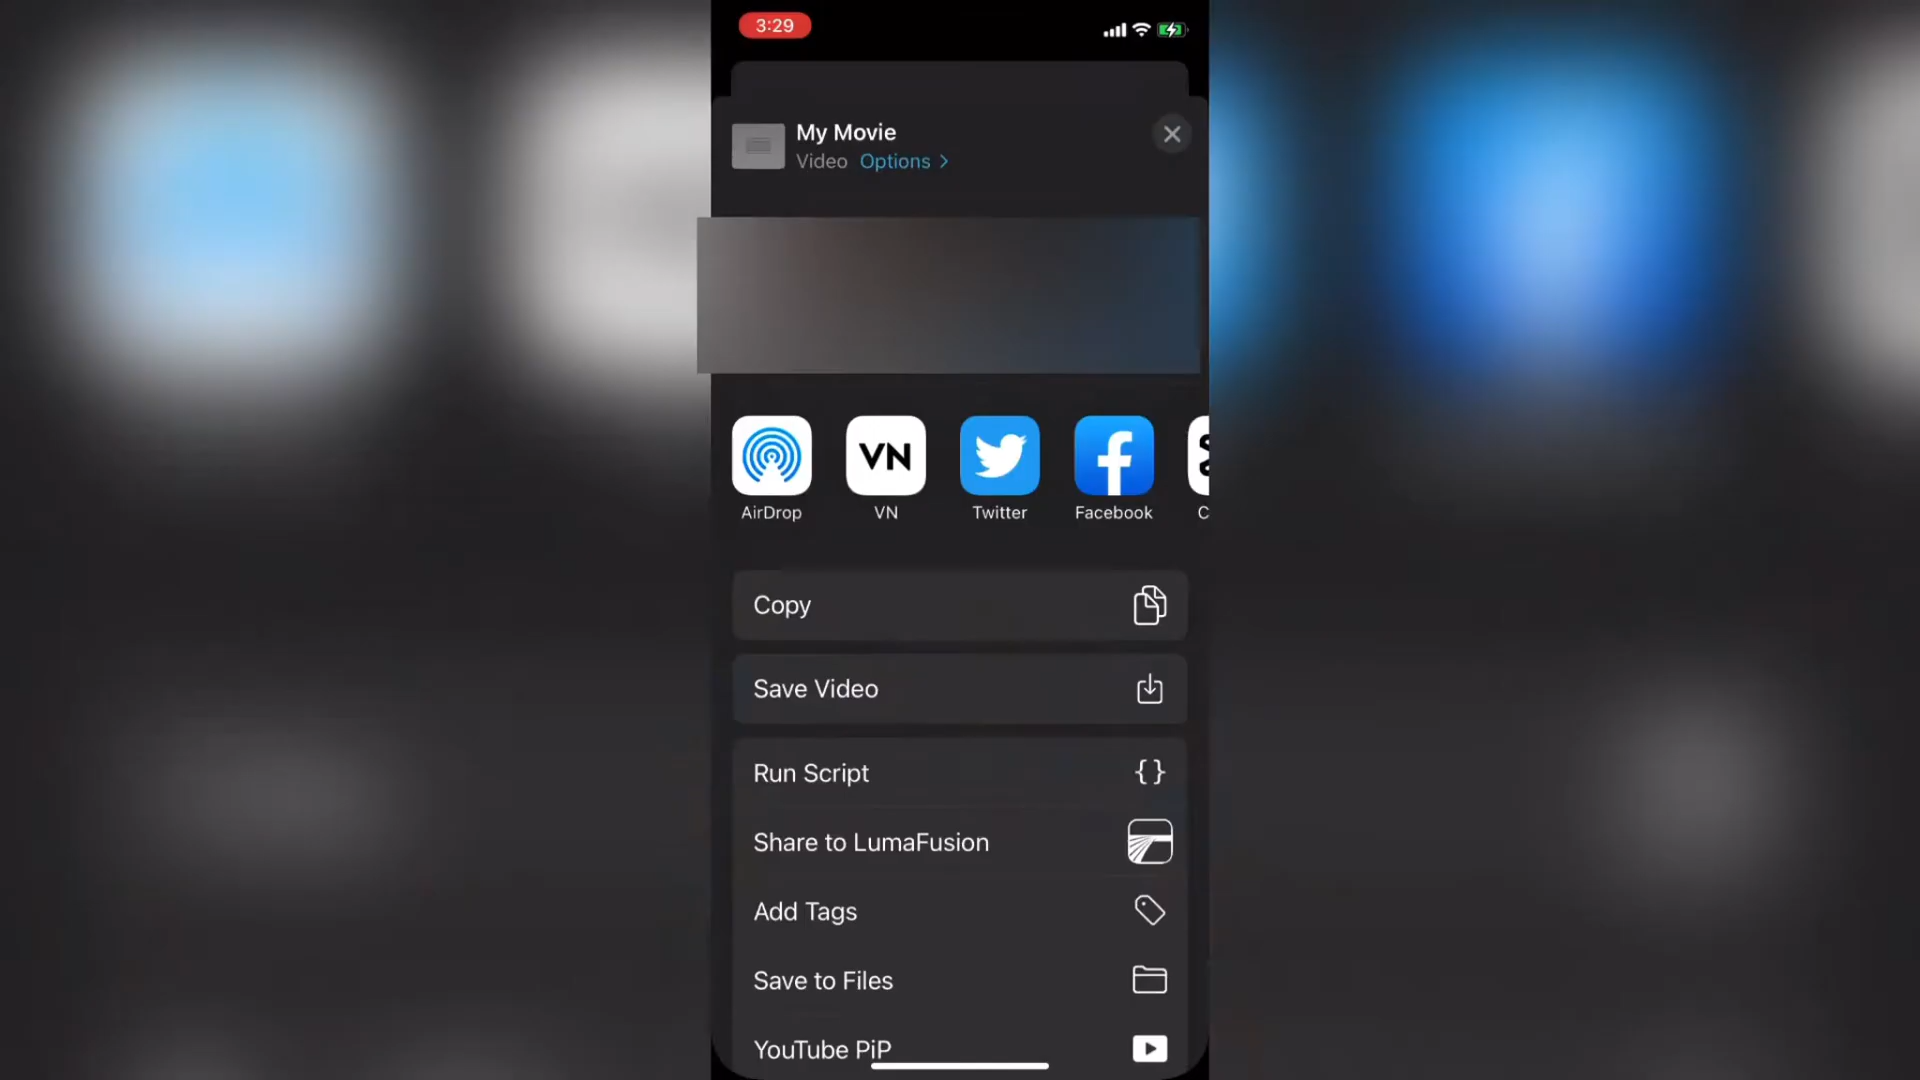 3:29
My Movie
Video Options >
VN
AirDrop VN Twitter Facebook C
Copy
Save Video
Run Script
Share to LumaFusion
Add Tags
Save to Files
YouTube PiP